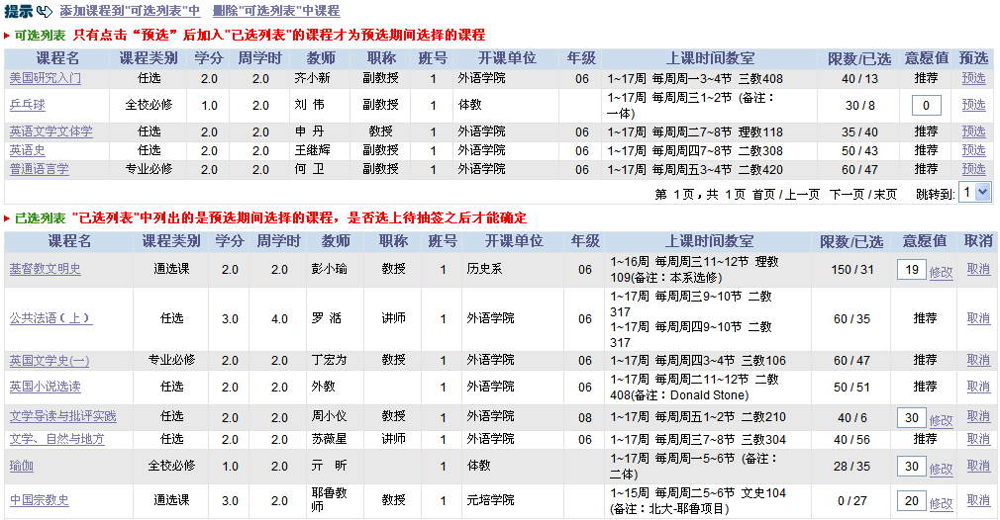 提示 添加课程到"可选列表"中 删除"可选列表"中课程
可选列表 只有点击“预选”后加入"已选列表"的课程才为预选期间选择的课程
课程名 课程类别 学分 周学时 教师 职称 班号 开课单位 年级 上课时间教室 限数/已选 意愿值 预选
美国研究入门 任选 2.0 2.0 齐小新 副教授 1 外语学院 06 1~17周 每周周一3~4节 三教408 40 / 13 推荐 预选
乒乓球 全校必修 1.0 2.0 刘 伟 副教授 1 体教 1~17周 每周周三1~2节 (备注：一体) 30 / 8 0 预选
英语文学文体学 任选 2.0 2.0 申 丹 教授 1 外语学院 06 1~17周 每周周二7~8节 理教118 35 / 40 推荐 预选
英语史 任选 2.0 2.0 王继辉 副教授 1 外语学院 06 1~17周 每周周四7~8节 二教308 50 / 43 推荐 预选
普通语言学 专业必修 2.0 2.0 何 卫 副教授 1 外语学院 06 1~17周 每周周五3~4节 二教420 60 / 47 推荐 预选
第 1 页 , 共 1 页 首页 / 上一页 下一页 / 末页 跳转到: 1
已选列表 "已选列表"中列出的是预选期间选择的课程，是否选上待抽签之后才能确定
课程名 课程类别 学分 周学时 教师 职称 班号 开课单位 年级 上课时间教室 限数/已选 意愿值 取消
基督教文明史 通选课 2.0 2.0 彭小瑜 教授 1 历史系 06 1~16周 每周周三11~12节 理教109(备注：本系选修) 150 / 31 19 修改 取消
公共法语（上） 任选 3.0 4.0 罗 湉 讲师 1 外语学院 06 1~17周 每周周三9~10节 二教317 1~17周 每周周四9~10节 二教317 60 / 35 推荐 取消
英国文学史(一) 专业必修 2.0 2.0 丁宏为 教授 1 外语学院 06 1~17周 每周周四3~4节 三教106 60 / 47 推荐 取消
英国小说选读 任选 2.0 2.0 外教 1 外语学院 06 1~17周 每周周二11~12节 二教408(备注：Donald Stone) 50 / 51 推荐 取消
文学导读与批评实践 任选 2.0 2.0 周小仪 教授 1 外语学院 08 1~17周 每周周五1~2节 二教210 40 / 6 30 修改 取消
文学、自然与地方 任选 2.0 2.0 苏薇星 讲师 1 外语学院 06 1~17周 每周周三7~8节 三教304 40 / 56 推荐 取消
瑜伽 全校必修 1.0 2.0 亓 昕 1 体教 1~17周 每周周一5~6节 (备注：二体) 28 / 35 30 修改 取消
中国宗教史 通选课 3.0 2.0 耶鲁教师 教授 1 元培学院 1~15周 每周周二5~6节 文史104(备注：北大-耶鲁项目) 0 / 27 20 修改 取消